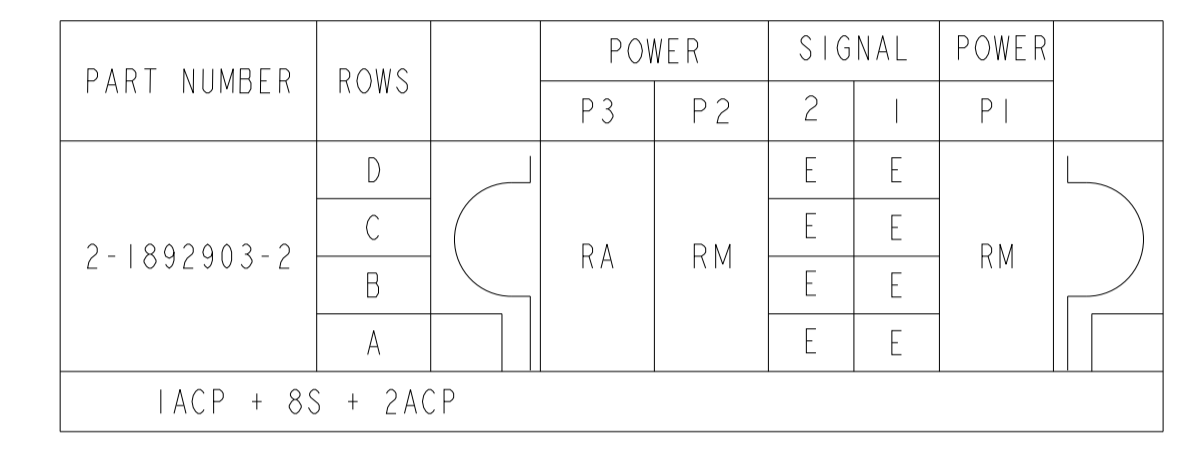 PART NUMBER ROWS POWER SIGNAL POWER
P3 P2 2 1 P1
D E E
C E E
2-1892903-2 RA RM RM
B E E
A E E
1ACP + 8S + 2ACP